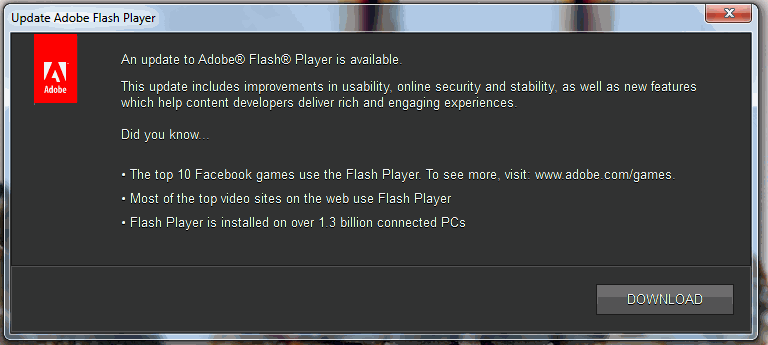 Update Adobe Flash Player
Adobe
An update to Adobe® Flash® Player is available.
This update includes improvements in usability, online security and stability, as well as new features
which help content developers deliver rich and engaging experiences.
Did you know...
• The top 10 Facebook games use the Flash Player. To see more, visit: www.adobe.com/games.
• Most of the top video sites on the web use Flash Player
• Flash Player is installed on over 1.3 billion connected PCs
DOWNLOAD